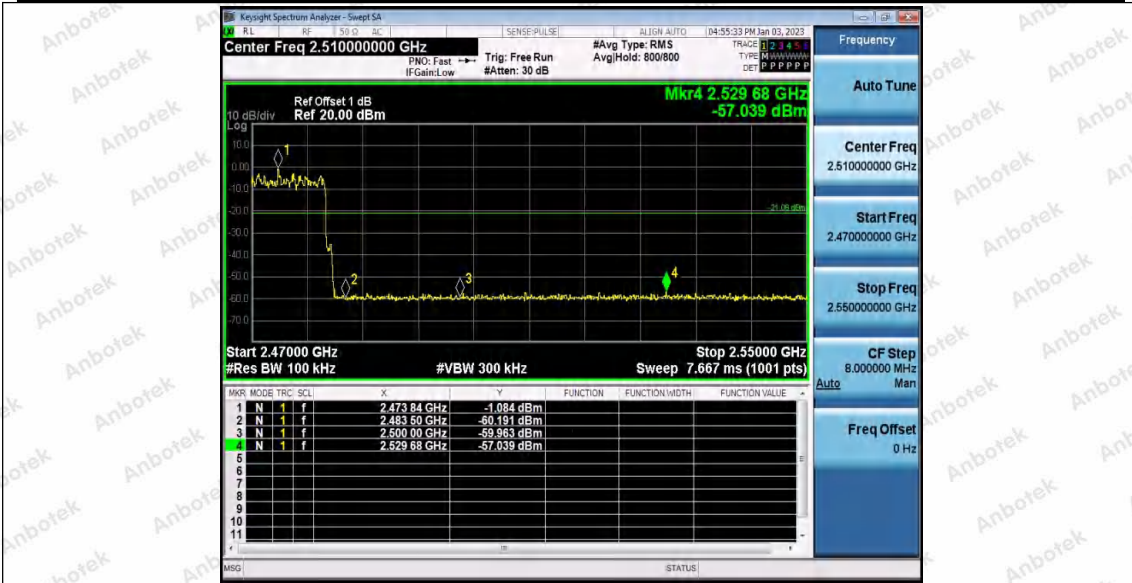 Keysight Spectrum Analyzer - Swept SA
RL RF 50 Ω AC SENSE:PULSE ALIGN AUTO 04:55:33 PM Jan 03, 2023
Center Freq 2.510000000 GHz
PNO: Fast Trig: Free Run
IFGain:Low #Atten: 30 dB
#Avg Type: RMS
Avg|Hold: 800/800
TRACE 1 2 3 4 5 6
TYPE M
DET P P P P P P
Mkr4 2.529 68 GHz
-57.039 dBm
Ref Offset 1 dB
10 dB/div Ref 20.00 dBm
Log
10.0
0.00
-10.0
-20.0
-30.0
-40.0
-50.0
-60.0
-70.0
1
2
3
4
-21.08 dBm
Start 2.47000 GHz Stop 2.55000 GHz
#Res BW 100 kHz #VBW 300 kHz Sweep 7.667 ms (1001 pts)
MKR MODE TRC SCL X Y FUNCTION FUNCTION WIDTH FUNCTION VALUE
1 N 1 f 2.473 84 GHz -1.084 dBm
2 N 1 f 2.483 50 GHz -60.191 dBm
3 N 1 f 2.500 00 GHz -59.963 dBm
4 N 1 f 2.529 68 GHz -57.039 dBm
5
6
7
8
9
10
11
MSG STATUS
Frequency
Auto Tune
Center Freq
2.510000000 GHz
Start Freq
2.470000000 GHz
Stop Freq
2.550000000 GHz
CF Step
8.000000 MHz
Auto Man
Freq Offset
0 Hz
Anbotek